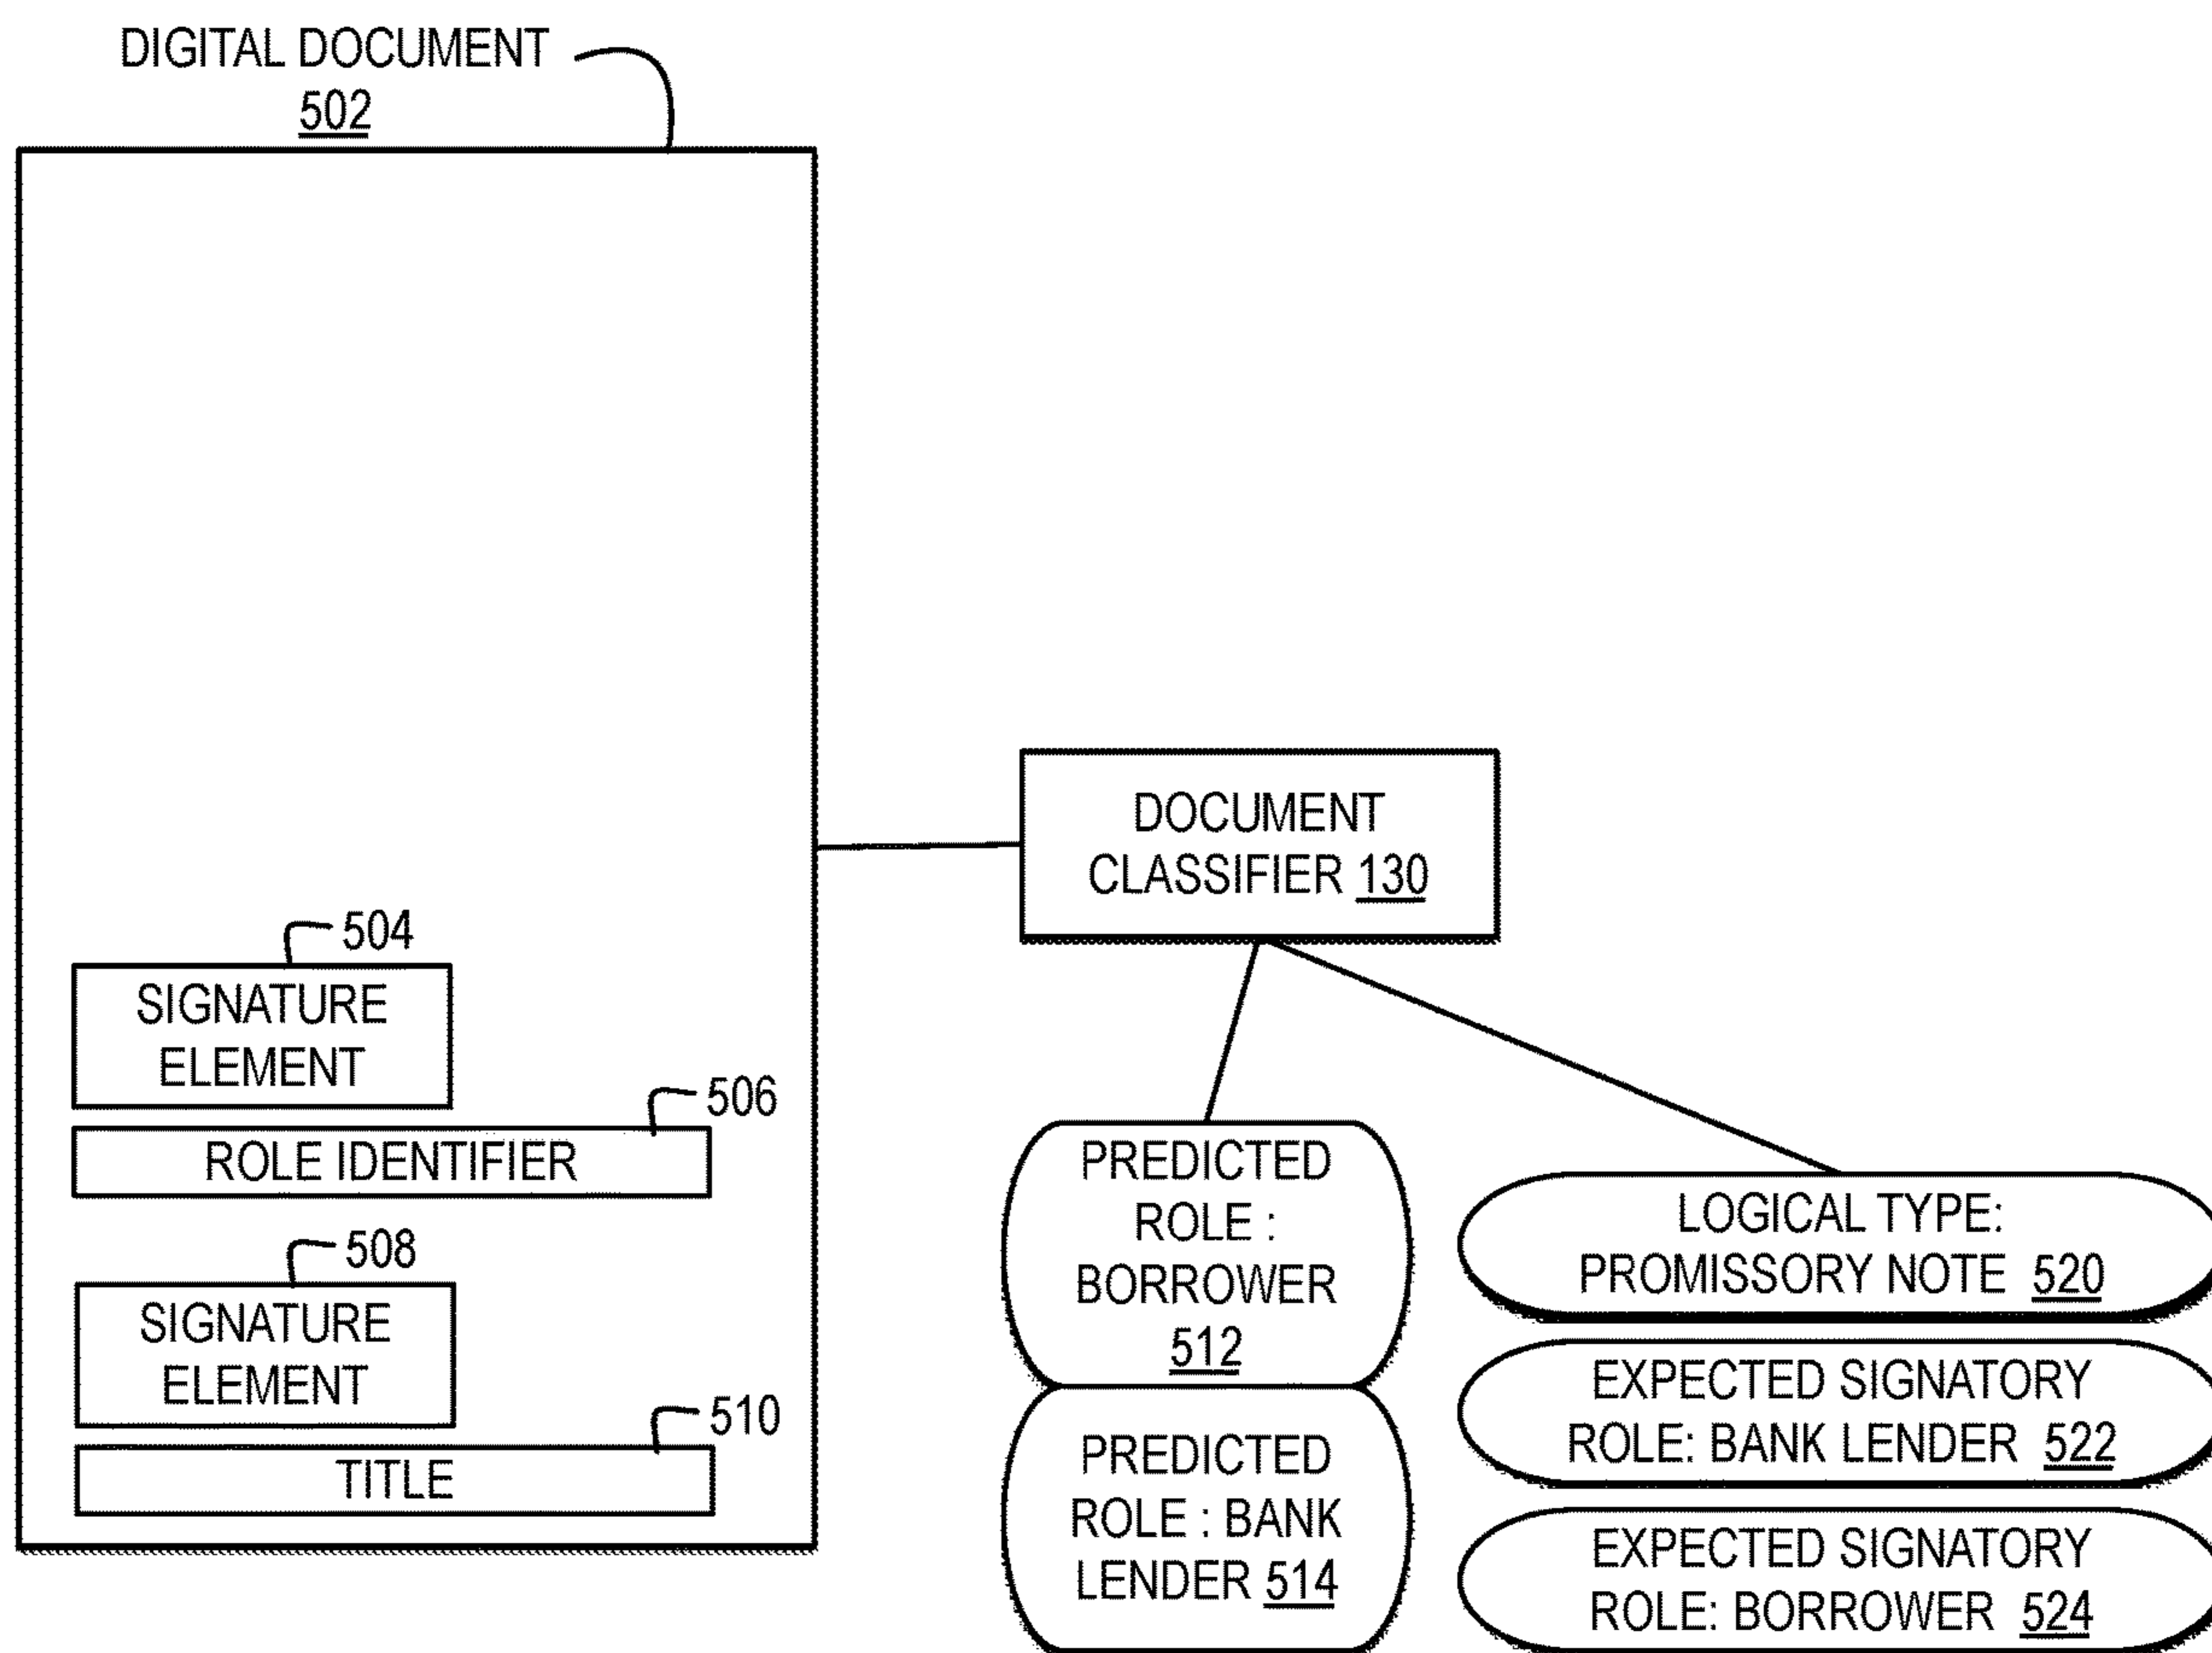 DIGITAL DOCUMENT
502
504
SIGNATURE
ELEMENT
506
ROLE IDENTIFIER
508
SIGNATURE
ELEMENT
510
TITLE
DOCUMENT
CLASSIFIER 130
PREDICTED
ROLE :
BORROWER
512
PREDICTED
ROLE : BANK
LENDER 514
LOGICAL TYPE:
PROMISSORY NOTE 520
EXPECTED SIGNATORY
ROLE: BANK LENDER 522
EXPECTED SIGNATORY
ROLE: BORROWER 524